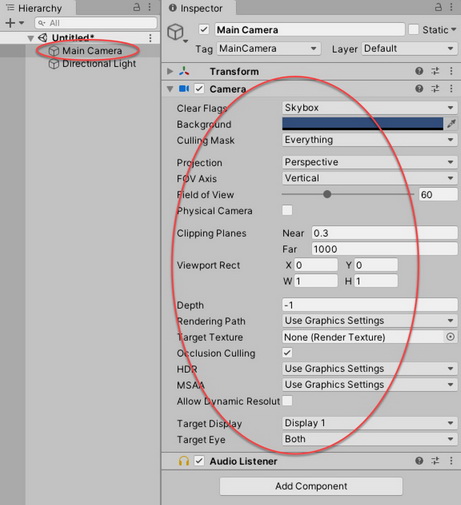 Hierarchy
All
Untitled*
Main Camera
Directional Light
Inspector
Main Camera
Static
Tag MainCamera Layer Default
Transform
Camera
Clear Flags Skybox
Background
Culling Mask Everything
Projection Perspective
FOV Axis Vertical
Field of View 60
Physical Camera
Clipping Planes Near 0.3
Far 1000
Viewport Rect X 0 Y 0
W 1 H 1
Depth -1
Rendering Path Use Graphics Settings
Target Texture None (Render Texture)
Occlusion Culling
HDR Use Graphics Settings
MSAA Use Graphics Settings
Allow Dynamic Resolut
Target Display Display 1
Target Eye Both
Audio Listener
Add Component